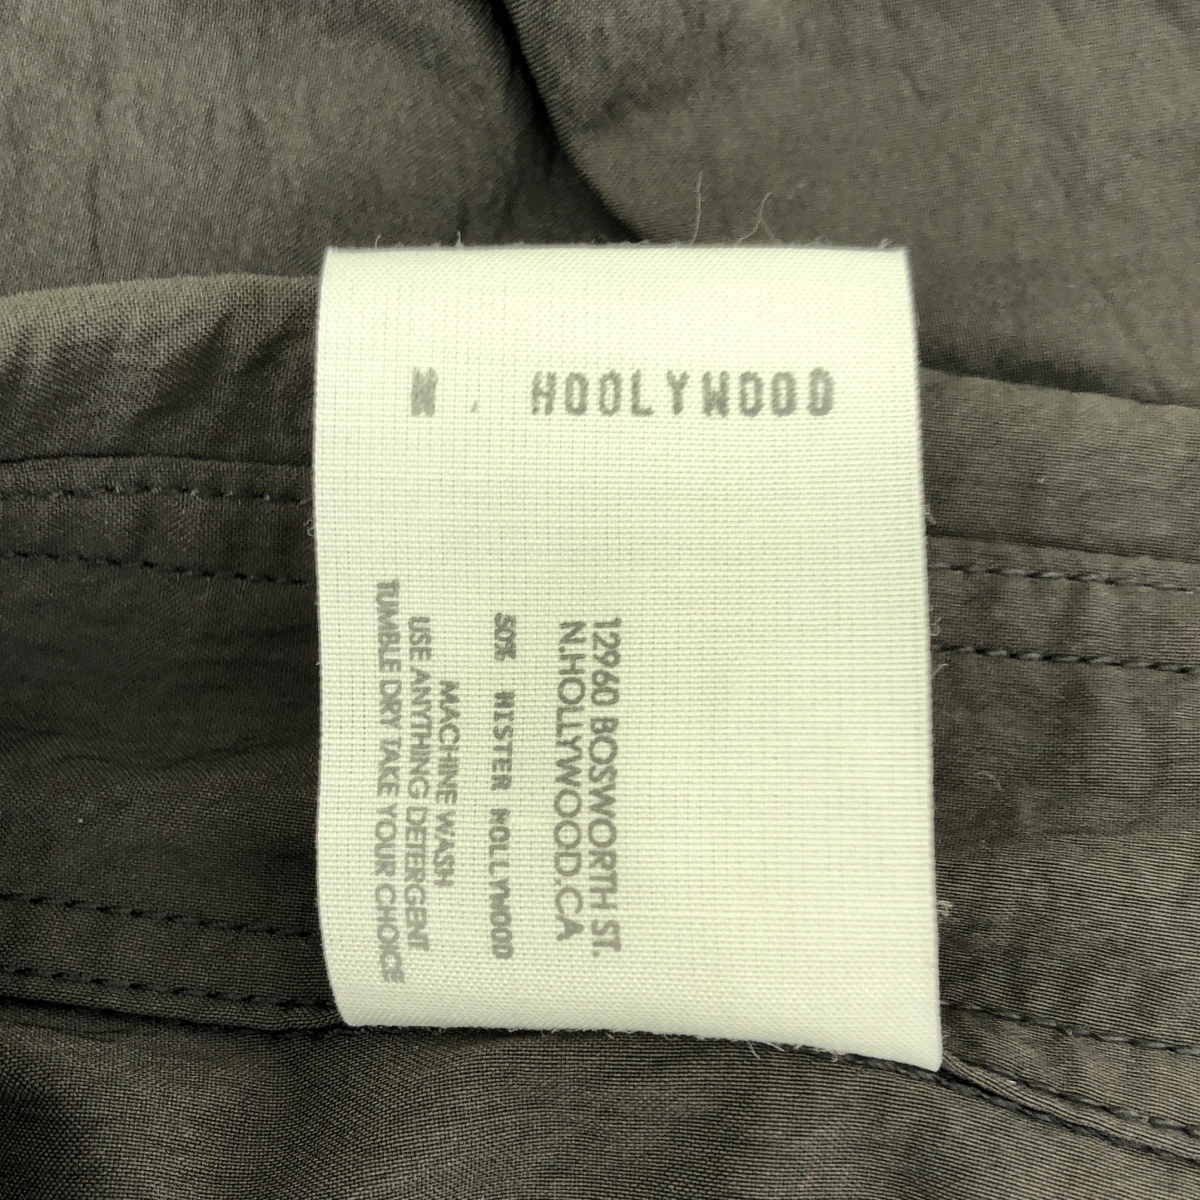 N. HOOLYWOOD
12960 BOSWORTH ST.
N.HOLLYWOOD.CA
50% MISTER HOLLYWOOD
MACHINE WASH
USE ANYTHING DETERGENT
TUMBLE DRY TAKE YOUR CHOICE